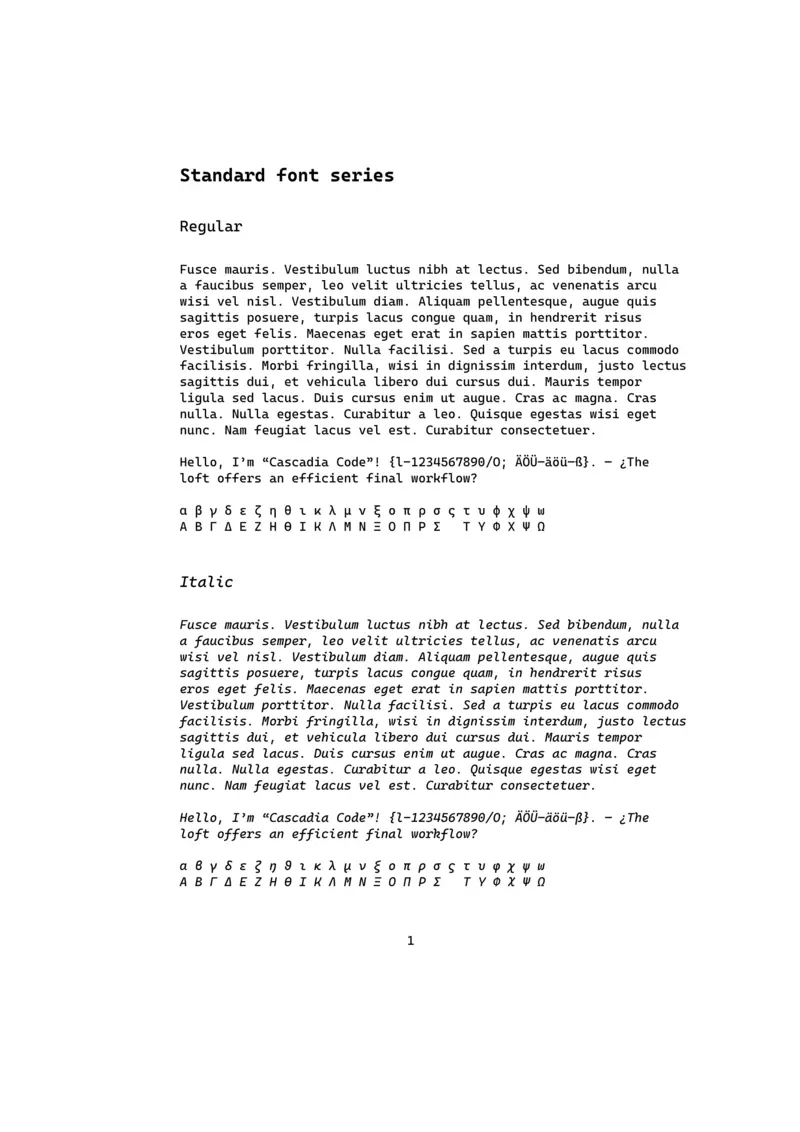 Standard font series
Regular
Fusce mauris. Vestibulum luctus nibh at lectus. Sed bibendum, nulla
a faucibus semper, leo velit ultricies tellus, ac venenatis arcu
wisi vel nisl. Vestibulum diam. Aliquam pellentesque, augue quis
sagittis posuere, turpis lacus congue quam, in hendrerit risus
eros eget felis. Maecenas eget erat in sapien mattis porttitor.
Vestibulum porttitor. Nulla facilisi. Sed a turpis eu lacus commodo
facilisis. Morbi fringilla, wisi in dignissim interdum, justo lectus
sagittis dui, et vehicula libero dui cursus dui. Mauris tempor
ligula sed lacus. Duis cursus enim ut augue. Cras ac magna. Cras
nulla. Nulla egestas. Curabitur a leo. Quisque egestas wisi eget
nunc. Nam feugiat lacus vel est. Curabitur consectetuer.
Hello, I’m “Cascadia Code”! {l–1234567890/O; ÄÖÜ–äöü–ß}. — ¿The
loft offers an efficient final workflow?
α β γ δ ε ζ η θ ι κ λ μ ν ξ ο π ρ σ ς τ υ ϕ χ ψ ω
Α Β Γ Δ Ε Ζ Η Θ Ι Κ Λ Μ Ν Ξ Ο Π Ρ Σ   Τ Υ Φ Χ Ψ Ω
Italic
Fusce mauris. Vestibulum luctus nibh at lectus. Sed bibendum, nulla
a faucibus semper, leo velit ultricies tellus, ac venenatis arcu
wisi vel nisl. Vestibulum diam. Aliquam pellentesque, augue quis
sagittis posuere, turpis lacus congue quam, in hendrerit risus
eros eget felis. Maecenas eget erat in sapien mattis porttitor.
Vestibulum porttitor. Nulla facilisi. Sed a turpis eu lacus commodo
facilisis. Morbi fringilla, wisi in dignissim interdum, justo lectus
sagittis dui, et vehicula libero dui cursus dui. Mauris tempor
ligula sed lacus. Duis cursus enim ut augue. Cras ac magna. Cras
nulla. Nulla egestas. Curabitur a leo. Quisque egestas wisi eget
nunc. Nam feugiat lacus vel est. Curabitur consectetuer.
Hello, I’m “Cascadia Code”! {l–1234567890/O; ÄÖÜ–äöü–ß}. — ¿The
loft offers an efficient final workflow?
α β γ δ ε ζ η ϑ ι κ λ μ ν ξ ο π ρ σ ς τ υ φ χ ψ ω
Α Β Γ Δ Ε Ζ Η Θ Ι Κ Λ Μ Ν Ξ Ο Π Ρ Σ   Τ Υ Φ Χ Ψ Ω
1